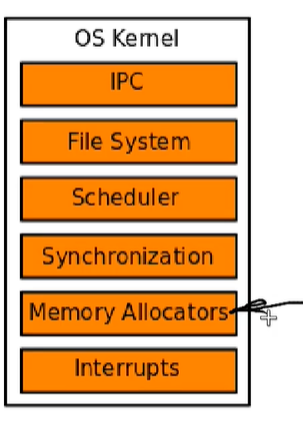 OS Kernel
IPC
File System
Scheduler
Synchronization
Memory Allocators
Interrupts